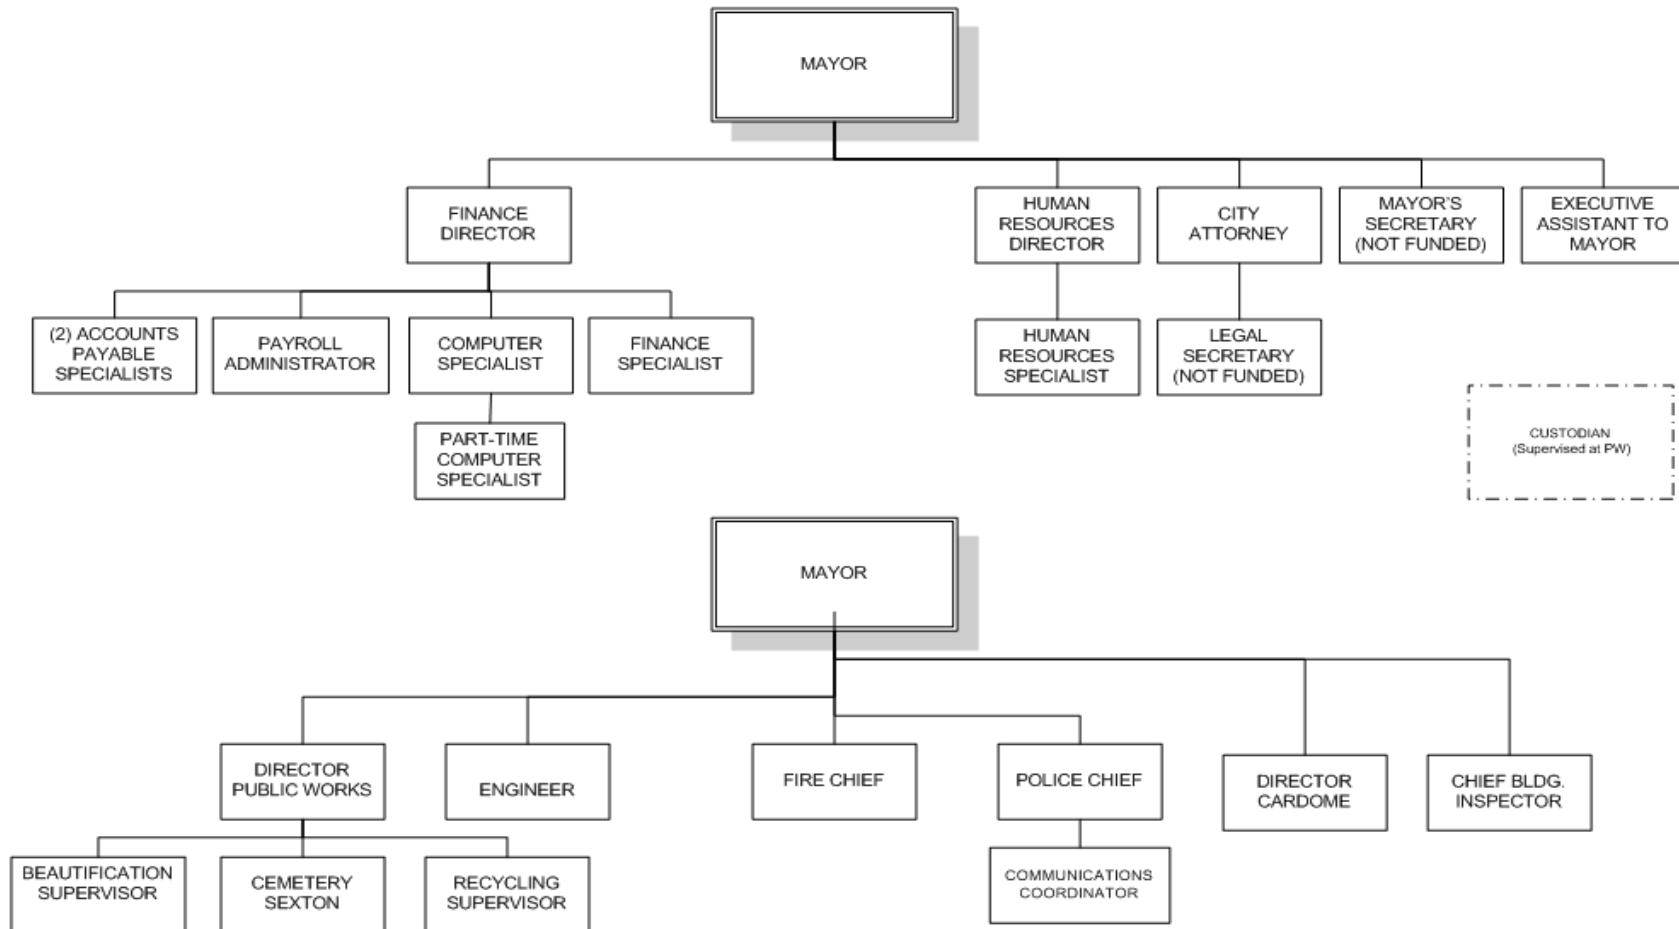 MAYOR
FINANCE
DIRECTOR
HUMAN
RESOURCES
DIRECTOR
CITY
ATTORNEY
MAYOR'S
SECRETARY
(NOT FUNDED)
EXECUTIVE
ASSISTANT TO
MAYOR
(2) ACCOUNTS
PAYABLE
SPECIALISTS
PAYROLL
ADMINISTRATOR
COMPUTER
SPECIALIST
FINANCE
SPECIALIST
HUMAN
RESOURCES
SPECIALIST
LEGAL
SECRETARY
(NOT FUNDED)
PART-TIME
COMPUTER
SPECIALIST
CUSTODIAN
(Supervised at PW)
MAYOR
DIRECTOR
PUBLIC WORKS
ENGINEER
FIRE CHIEF
POLICE CHIEF
DIRECTOR
CARDOME
CHIEF BLDG.
INSPECTOR
BEAUTIFICATION
SUPERVISOR
CEMETERY
SEXTON
RECYCLING
SUPERVISOR
COMMUNICATIONS
COORDINATOR